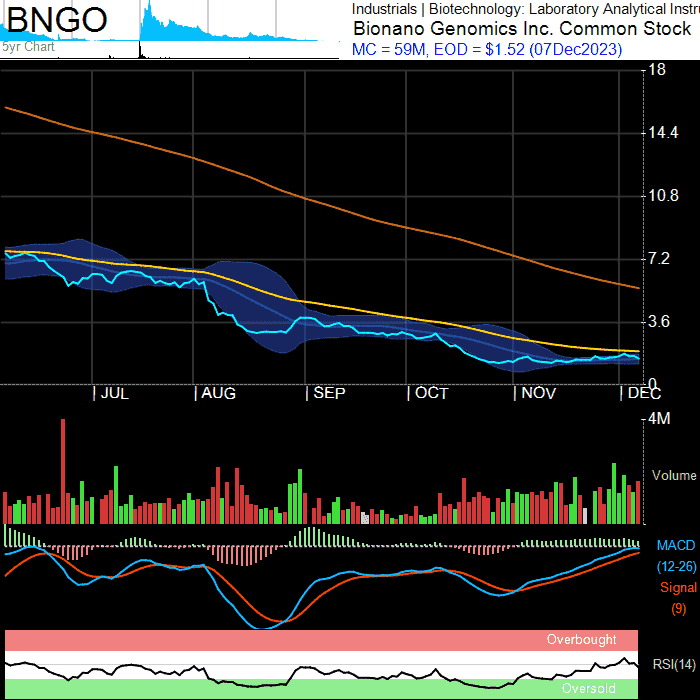 BNGO
5yr Chart
Industrials | Biotechnology: Laboratory Analytical Instru
Bionano Genomics Inc. Common Stock
MC = 59M, EOD = $1.52 (07Dec2023)
18
14.4
10.8
7.2
3.6
0
| JUL | AUG | SEP | OCT | NOV | DEC
4M
Volume
MACD
(12-26)
Signal
(9)
Overbought
RSI(14)
Oversold